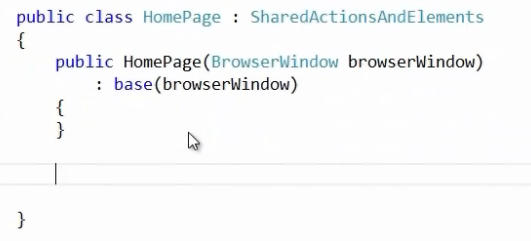 public class HomePage : SharedActionsAndElements
{
public HomePage(BrowserWindow browserWindow)
: base(browserWindow)
{
}
}